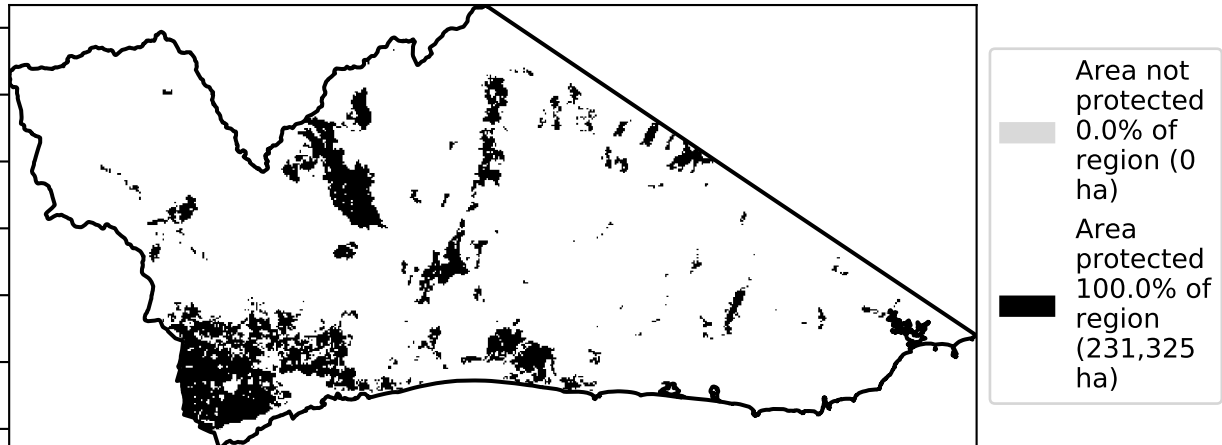 Area not
protected
0.0% of
region (0
ha)
Area
protected
100.0% of
region
(231,325
ha)